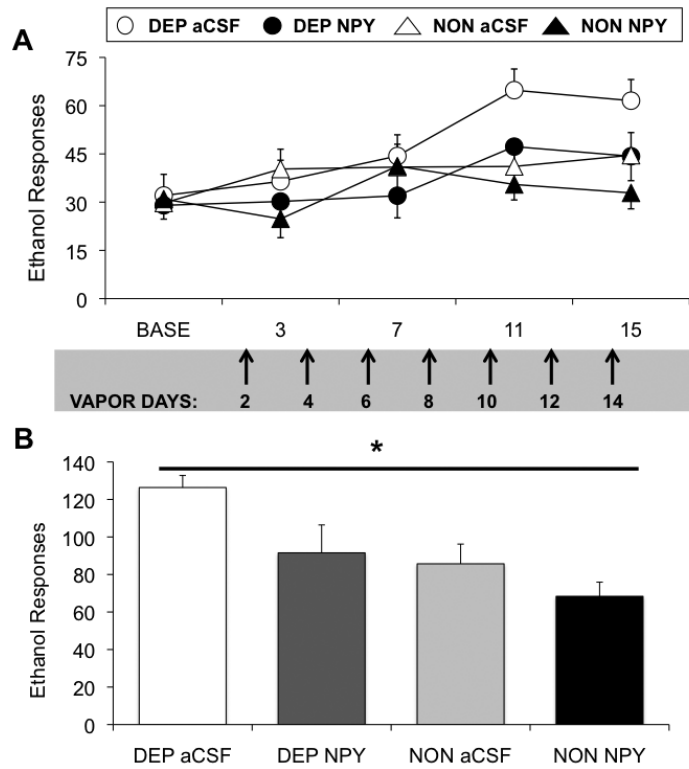 DEP aCSF DEP NPY NON aCSF NON NPY
A
75
60
45
30
15
0
Ethanol Responses
BASE 3 7 11 15
VAPOR DAYS: 2 4 6 8 10 12 14
B
*
140
120
100
80
60
40
20
0
Ethanol Responses
DEP aCSF DEP NPY NON aCSF NON NPY